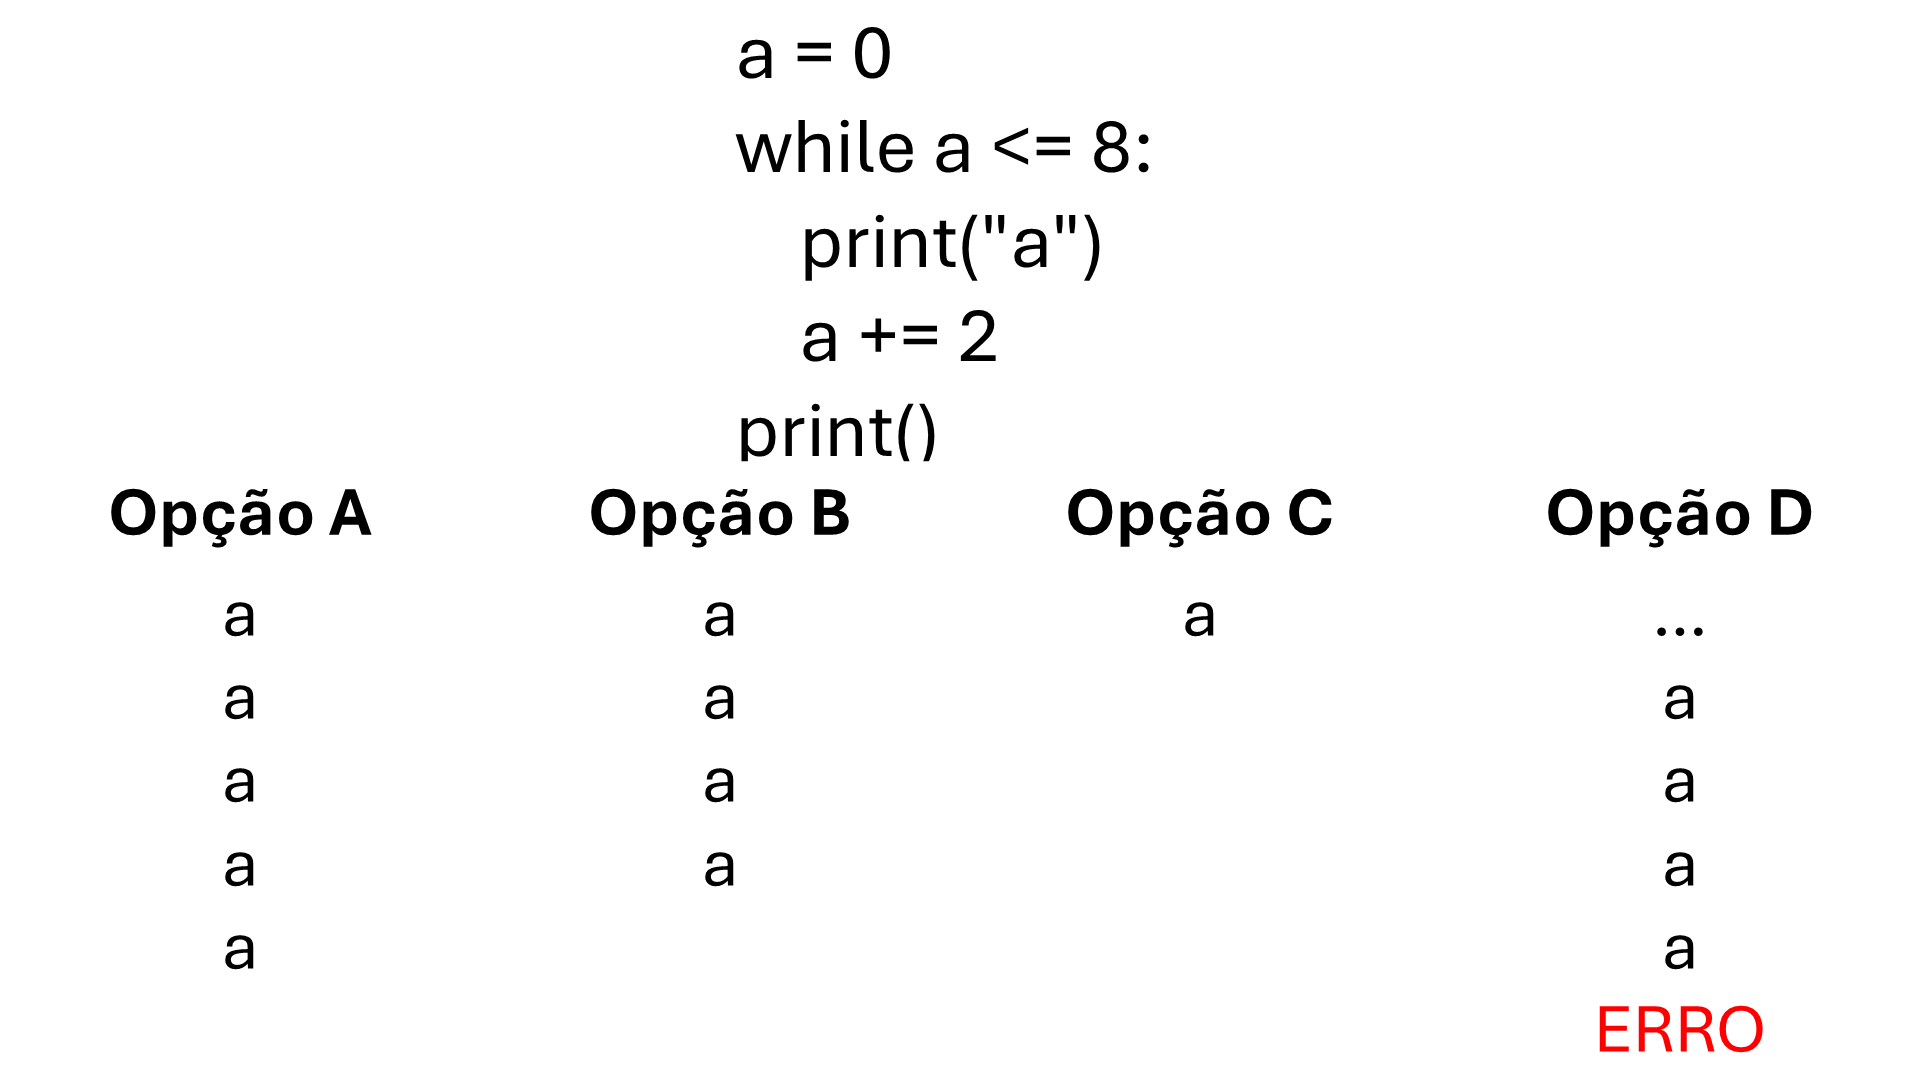 a = 0
while a <= 8:
print("a")
a += 2
print()
Opção A Opção B Opção C Opção D
a a a ...
a a a
a a a
a a a
a a
ERRO